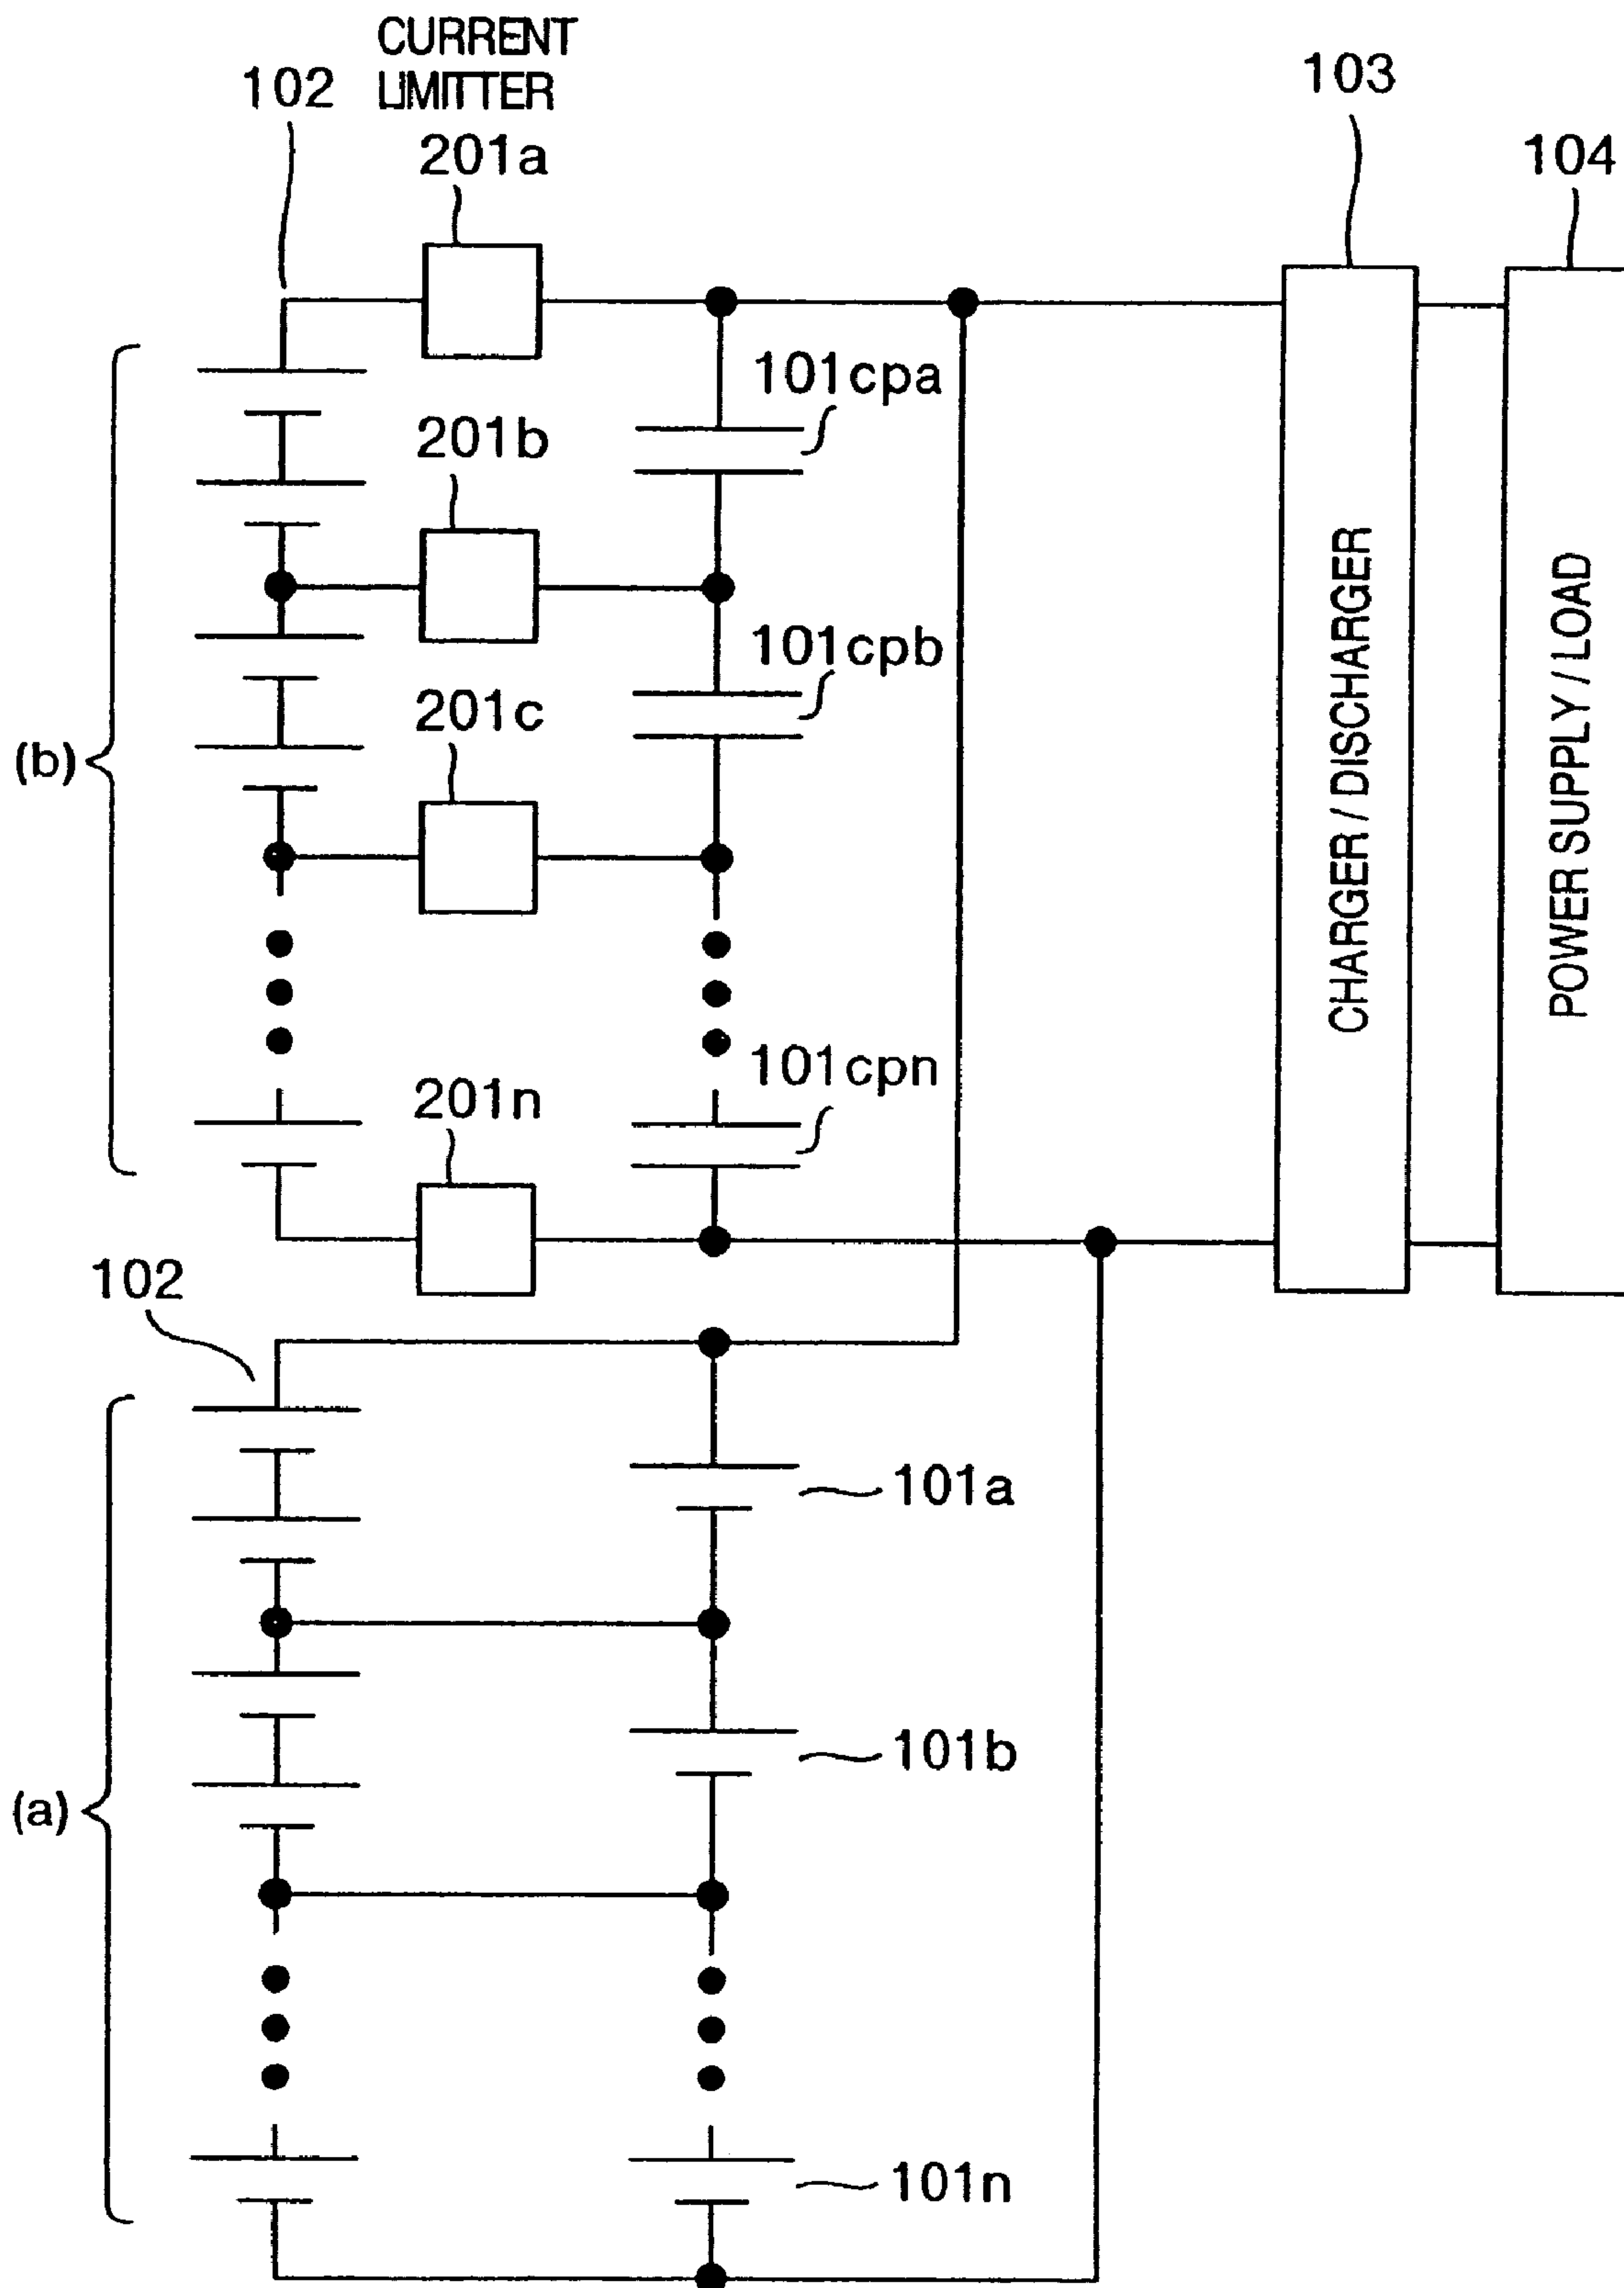 CURRENT
LIMITTER
102
201a
103
104
101cpa
201b
101cpb
201c
(b)
CHARGER / DISCHARGER
POWER SUPPLY / LOAD
101cpn
201n
102
101a
101b
(a)
101n